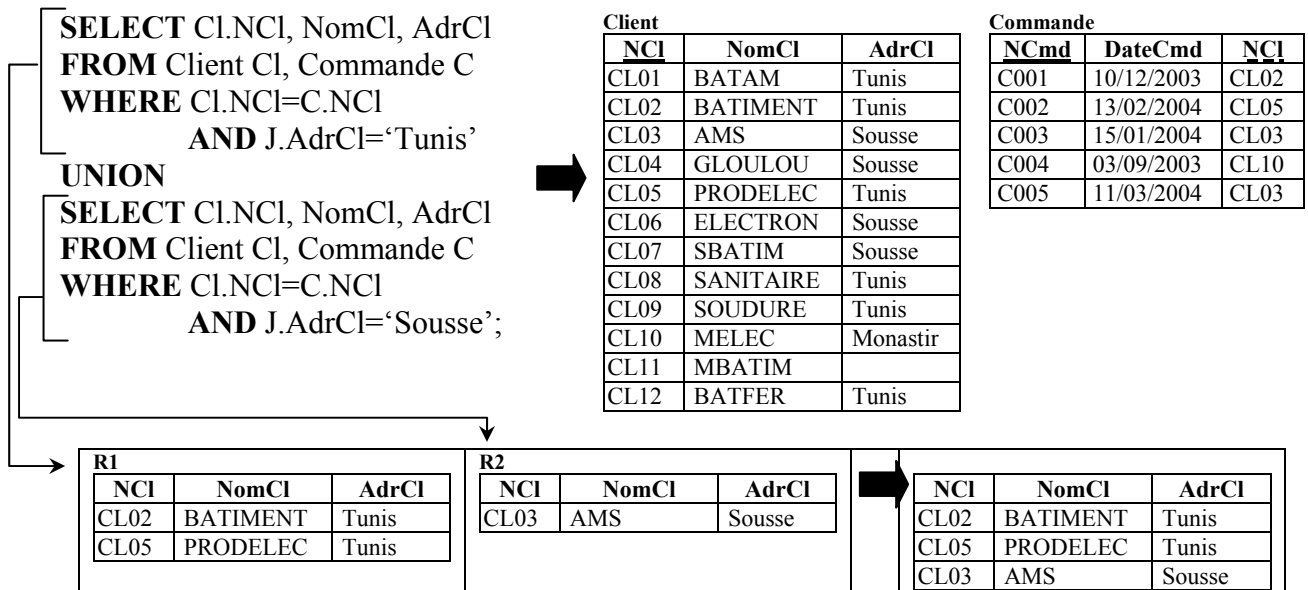 SELECT Cl.NCl, NomCl, AdrCl
FROM Client Cl, Commande C
WHERE Cl.NCl=C.NCl
AND J.AdrCl=‘Tunis’
UNION
SELECT Cl.NCl, NomCl, AdrCl
FROM Client Cl, Commande C
WHERE Cl.NCl=C.NCl
AND J.AdrCl=‘Sousse’;
Client
NCl NomCl AdrCl
CL01 BATAM Tunis
CL02 BATIMENT Tunis
CL03 AMS Sousse
CL04 GLOULOU Sousse
CL05 PRODELEC Tunis
CL06 ELECTRON Sousse
CL07 SBATIM Sousse
CL08 SANITAIRE Tunis
CL09 SOUDURE Tunis
CL10 MELEC Monastir
CL11 MBATIM
CL12 BATFER Tunis
Commande
NCmd DateCmd NCl
C001 10/12/2003 CL02
C002 13/02/2004 CL05
C003 15/01/2004 CL03
C004 03/09/2003 CL10
C005 11/03/2004 CL03
R1
NCl NomCl AdrCl
CL02 BATIMENT Tunis
CL05 PRODELEC Tunis
R2
NCl NomCl AdrCl
CL03 AMS Sousse
NCl NomCl AdrCl
CL02 BATIMENT Tunis
CL05 PRODELEC Tunis
CL03 AMS Sousse